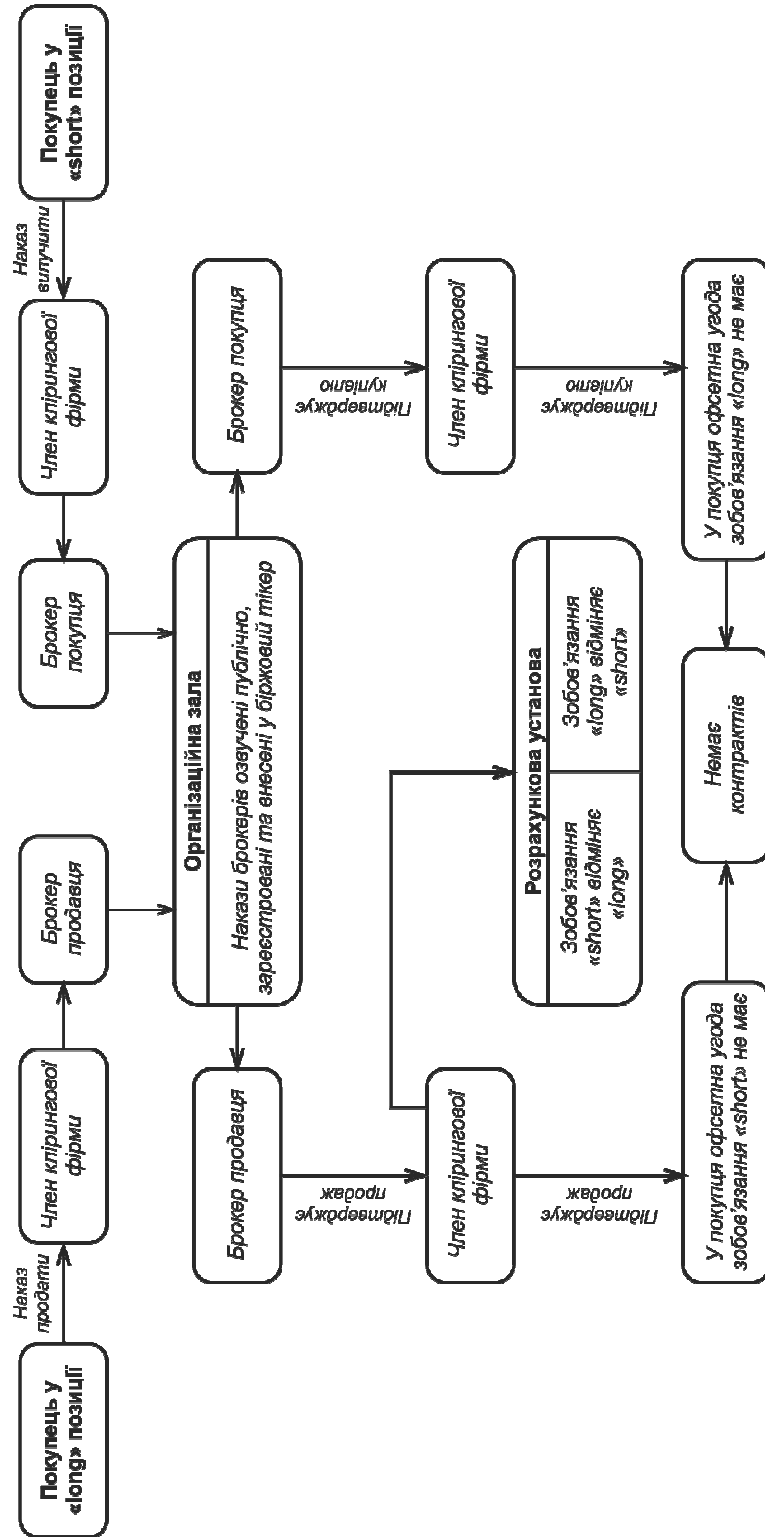 Покупець у
«long» позиції
Наказ
продати
Член клірингової
фірми
Брокер
продавця
Брокер
покупця
Член клірингової
фірми
Наказ
вилучити
Покупець у
«short» позиції
Організаційна зала
Накази брокерів озвучені публічно,
зареєстровані та внесені у біржовий тікер
Брокер продавця
Брокер покупця
Підтверджує
продаж
Підтверджує
купівлю
Член клірингової
фірми
Розрахункова установа
Зобов’язання
«short» відміняє
«long»
Зобов’язання
«long» відміняє
«short»
Член клірингової
фірми
Підтверджує
продаж
Підтверджує
купівлю
У покупця офсетна угода
зобов’язання «short» не має
Немає
контрактів
У покупця офсетна угода
зобов’язання «long» не має